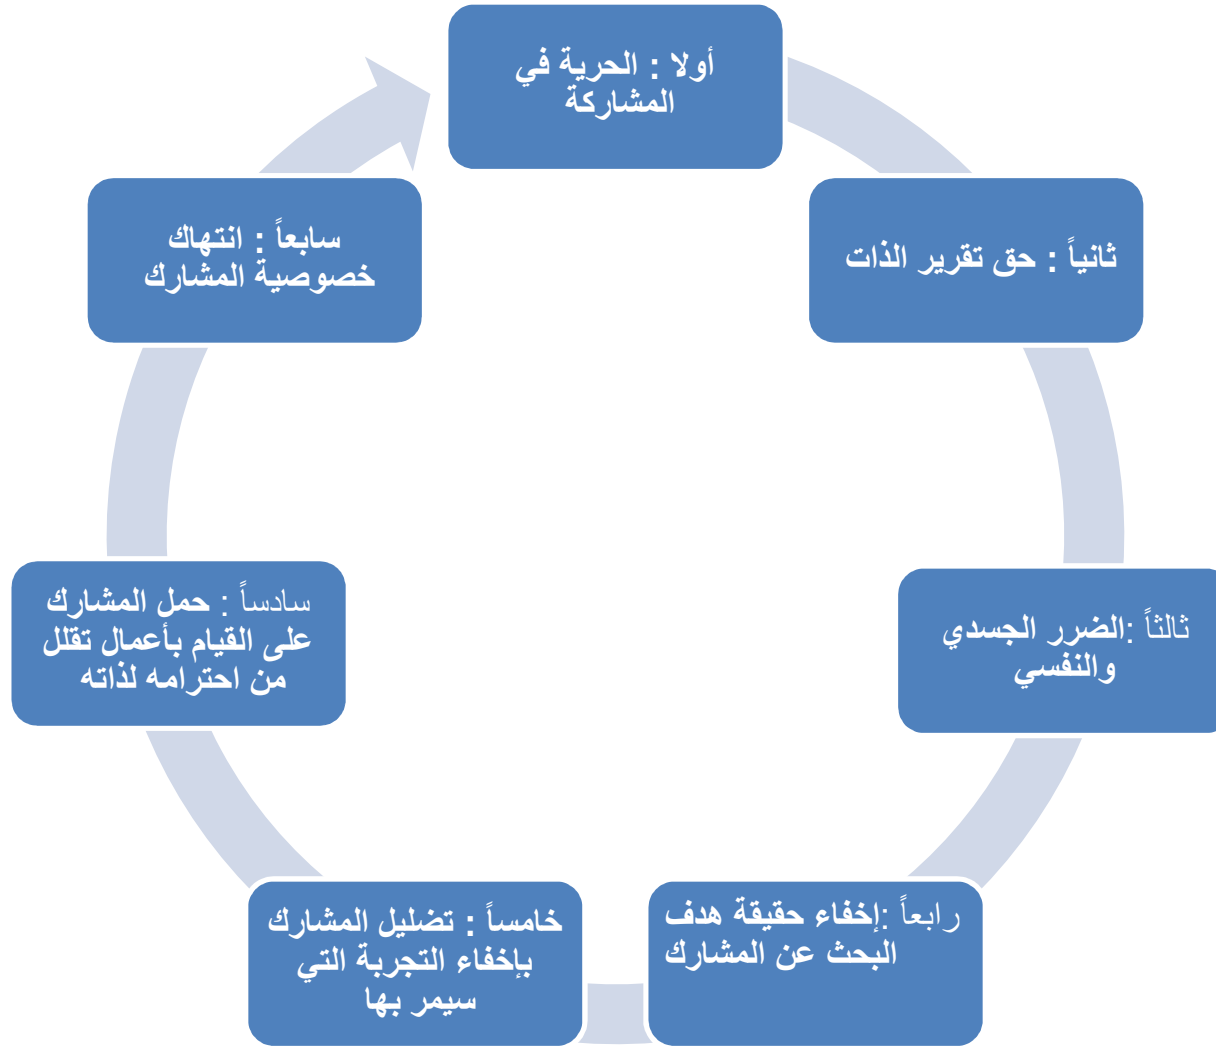 أولا : الحرية في
المشاركة
ثانياً : حق تقرير الذات
ثالثاً :الضرر الجسدي
والنفسي
رابعاً :إخفاء حقيقة هدف
البحث عن المشارك
خامساً : تضليل المشارك
بإخفاء التجربة التي
سيمر بها
سادساً : حمل المشارك
على القيام بأعمال تقلل
من احترامه لذاته
سابعاً : انتهاك
خصوصية المشارك